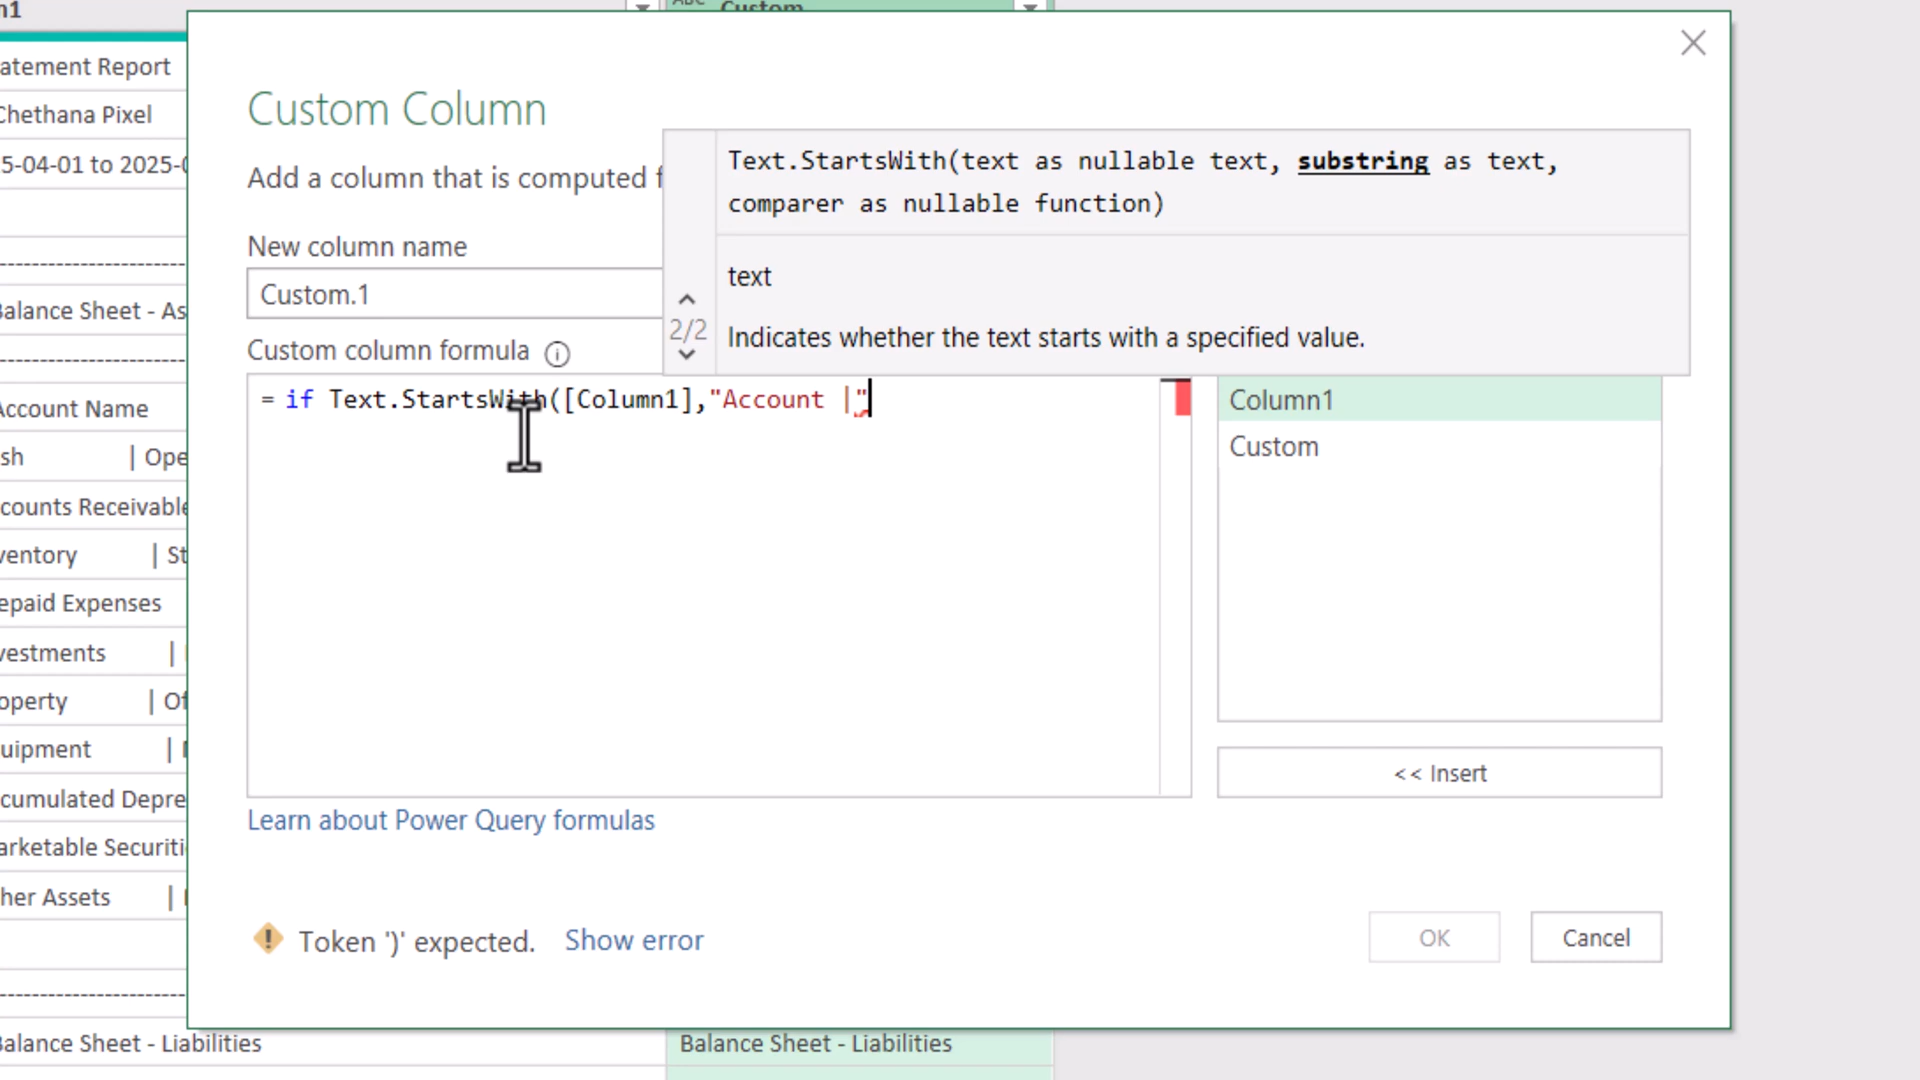 n1
ABC Custom
atement Report
Chethana Pixel
5-04-01 to 2025-0
Balance Sheet - As
Account Name
sh | Ope
counts Receivable
ventory | St
epaid Expenses
vestments |
operty | Of
uipment |
cumulated Depre
arketable Securiti
her Assets |
Balance Sheet - Liabilities
Balance Sheet - Liabilities
Custom Column
Add a column that is computed f
Text.StartsWith(text as nullable text, substring as text,
comparer as nullable function)
text
2/2
Indicates whether the text starts with a specified value.
New column name
Custom.1
Custom column formula
= if Text.StartsWith([Column1],"Account |"
Column1
Custom
<< Insert
Learn about Power Query formulas
Token ')' expected. Show error
OK
Cancel